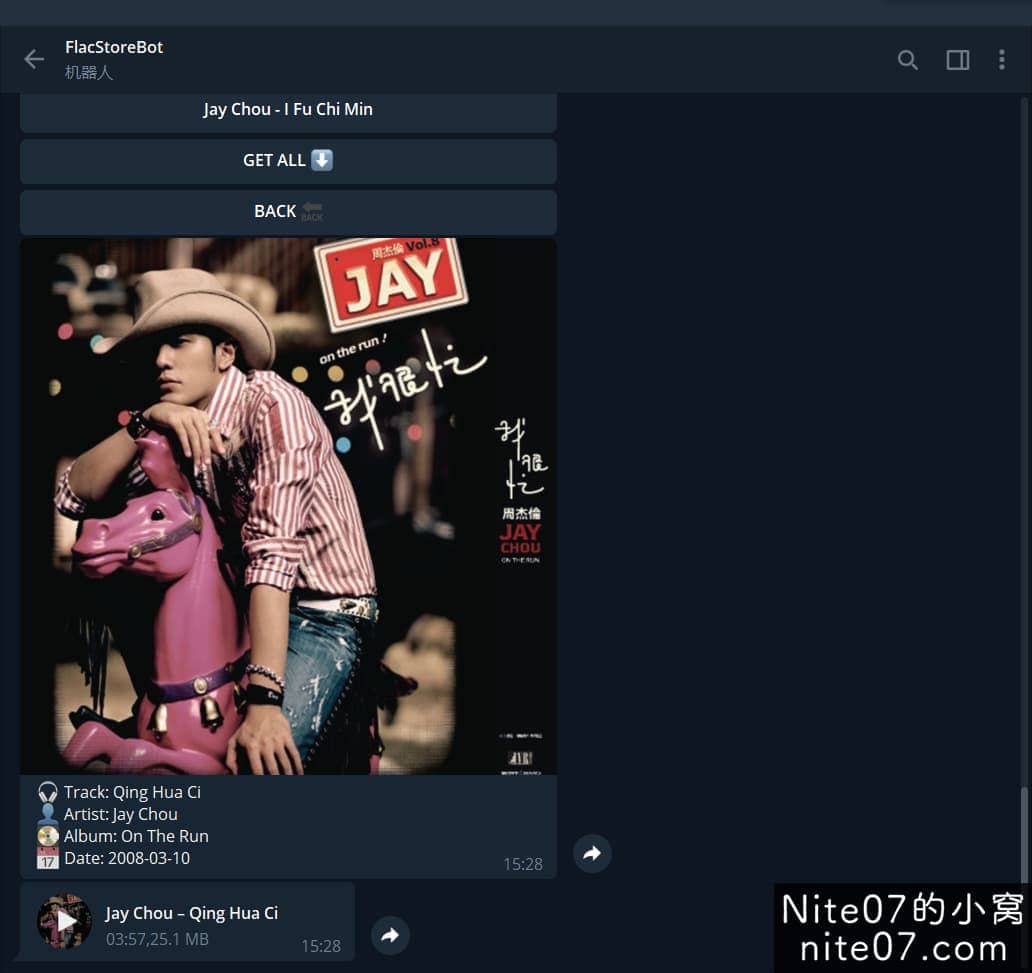 FlacStoreBot
机器人
Jay Chou - I Fu Chi Min
GET ALL
BACK
BACK
周杰倫 Vol.8
JAY
on the run !
我很忙
我很忙
周杰倫
JAY
CHOU
ON THE RUN
Track: Qing Hua Ci
Artist: Jay Chou
Album: On The Run
17
Date: 2008-03-10
15:28
Jay Chou – Qing Hua Ci
03:57,25.1 MB
15:28
Nite07的小窝
nite07.com